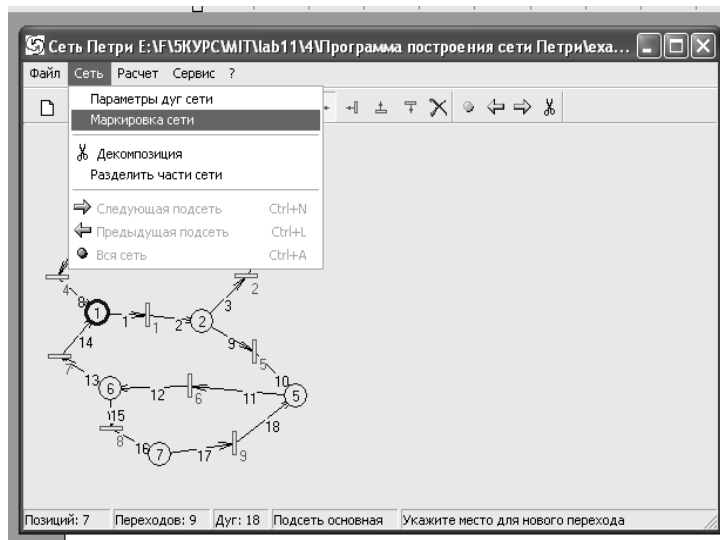 Сеть Петри E:\F\5КУРС\MIT\lab11\4\Программа построения сети Петри\exa...
Файл Сеть Расчет Сервис ?
Параметры дуг сети
Маркировка сети
Декомпозиция
Разделить части сети
Следующая подсеть Ctrl+N
Предыдущая подсеть Ctrl+L
Вся сеть Ctrl+A
4 2
8 3
1 1 1 2 2
14 9
7 5
13 10
6 12 6 11 5
15
8 16 18
7 17 9
Позиций: 7 Переходов: 9 Дуг: 18 Подсеть основная Укажите место для нового перехода